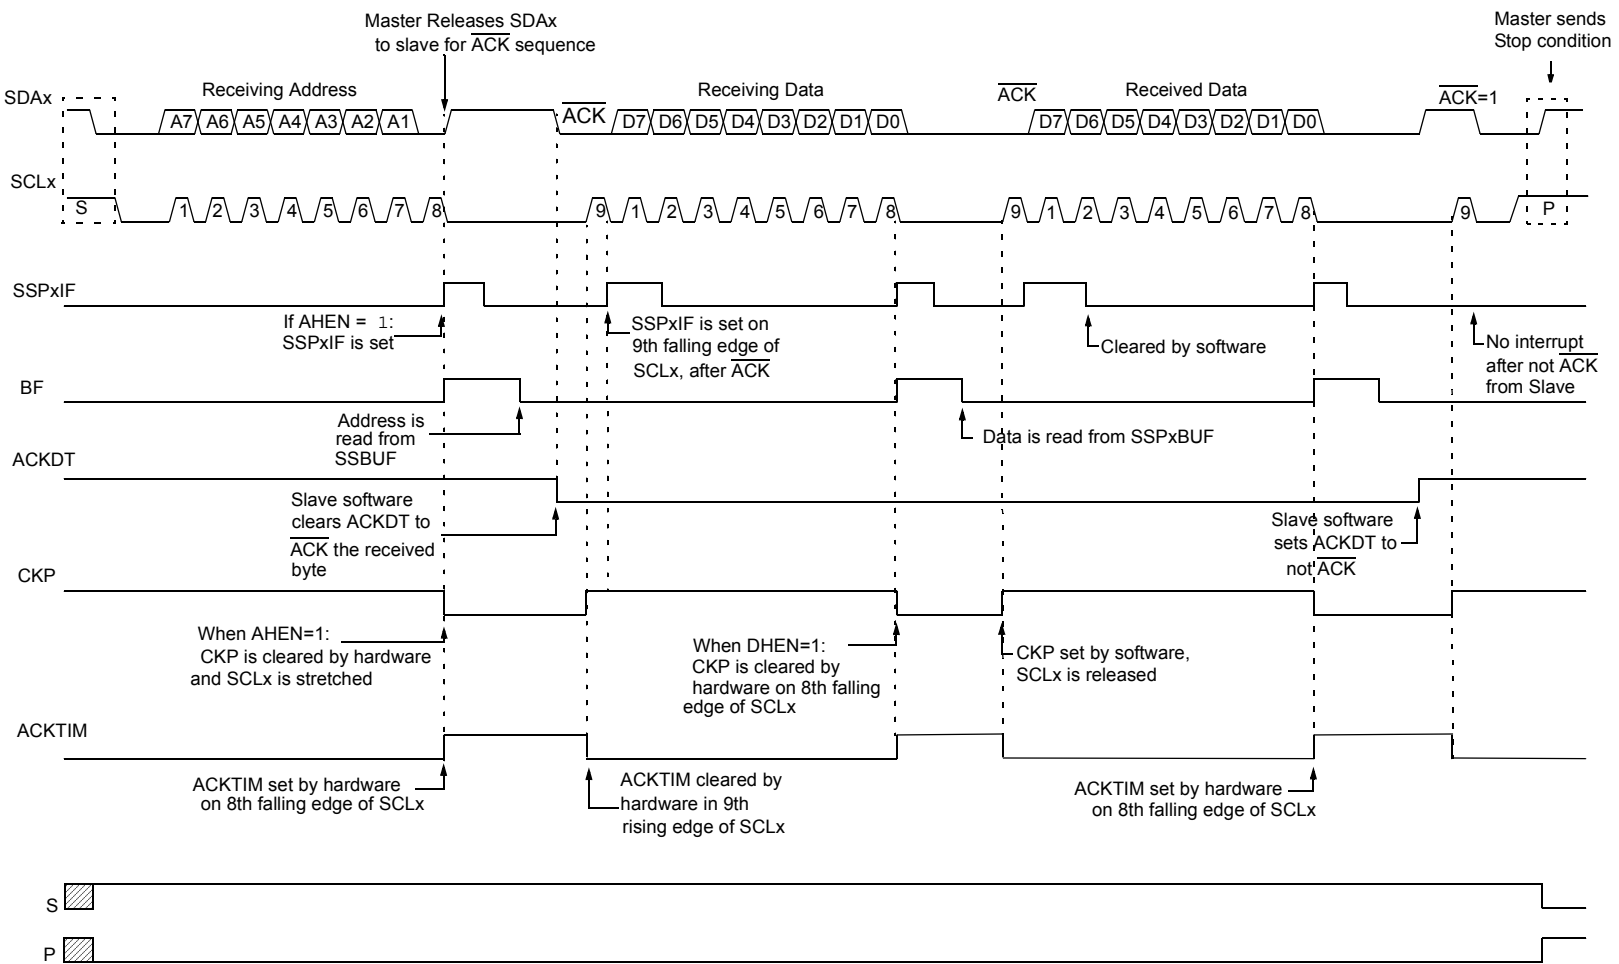 Master Releases SDAx
to slave for ACK sequence
Master sends
Stop condition
SDAx
Receiving Address
ACK
Receiving Data
ACK
Received Data
ACK=1
A7 A6 A5 A4 A3 A2 A1
D7 D6 D5 D4 D3 D2 D1 D0
D7 D6 D5 D4 D3 D2 D1 D0
SCLx
S 1 2 3 4 5 6 7 8 9 1 2 3 4 5 6 7 8 9 1 2 3 4 5 6 7 8 9 P
SSPxIF
If AHEN = 1:
SSPxIF is set
SSPxIF is set on
9th falling edge of
SCLx, after ACK
Cleared by software
No interrupt
after not ACK
from Slave
BF
Address is
read from
SSBUF
Data is read from SSPxBUF
ACKDT
Slave software
clears ACKDT to
ACK the received
byte
Slave software
sets ACKDT to
not ACK
CKP
When AHEN=1:
CKP is cleared by hardware
and SCLx is stretched
When DHEN=1:
CKP is cleared by
hardware on 8th falling
edge of SCLx
CKP set by software,
SCLx is released
ACKTIM
ACKTIM set by hardware
on 8th falling edge of SCLx
ACKTIM cleared by
hardware in 9th
rising edge of SCLx
ACKTIM set by hardware
on 8th falling edge of SCLx
S
P